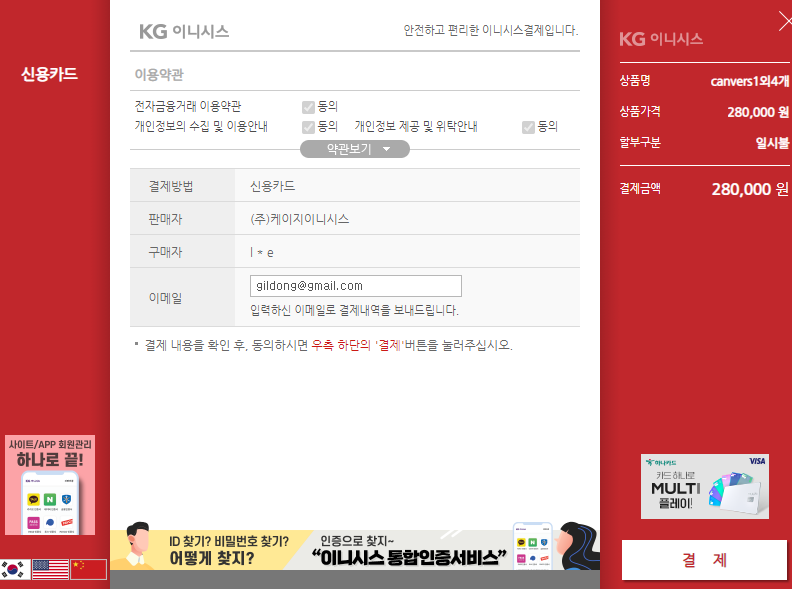 신용카드
사이트/APP 회원관리
하나로 끝!
KG 이니시스
안전하고 편리한 이니시스결제입니다.
이용약관
전자금융거래 이용약관 동의
개인정보의 수집 및 이용안내 동의 개인정보 제공 및 위탁안내 동의
약관보기
결제방법 신용카드
판매자 (주)케이지이니시스
구매자 l * e
이메일 gildong@gmail.com
입력하신 이메일로 결제내역을 보내드립니다.
결제 내용을 확인 후, 동의하시면 우측 하단의 '결제'버튼을 눌러주십시오.
ID 찾기? 비밀번호 찾기?
어떻게 찾지?
인증으로 찾지~
“이니시스 통합인증서비스”
KG 이니시스
상품명 canvers1외4개
상품가격 280,000 원
할부구분 일시불
결제금액 280,000 원
하나카드 VISA
카드 하나로
MULTI
플레이!
결 제